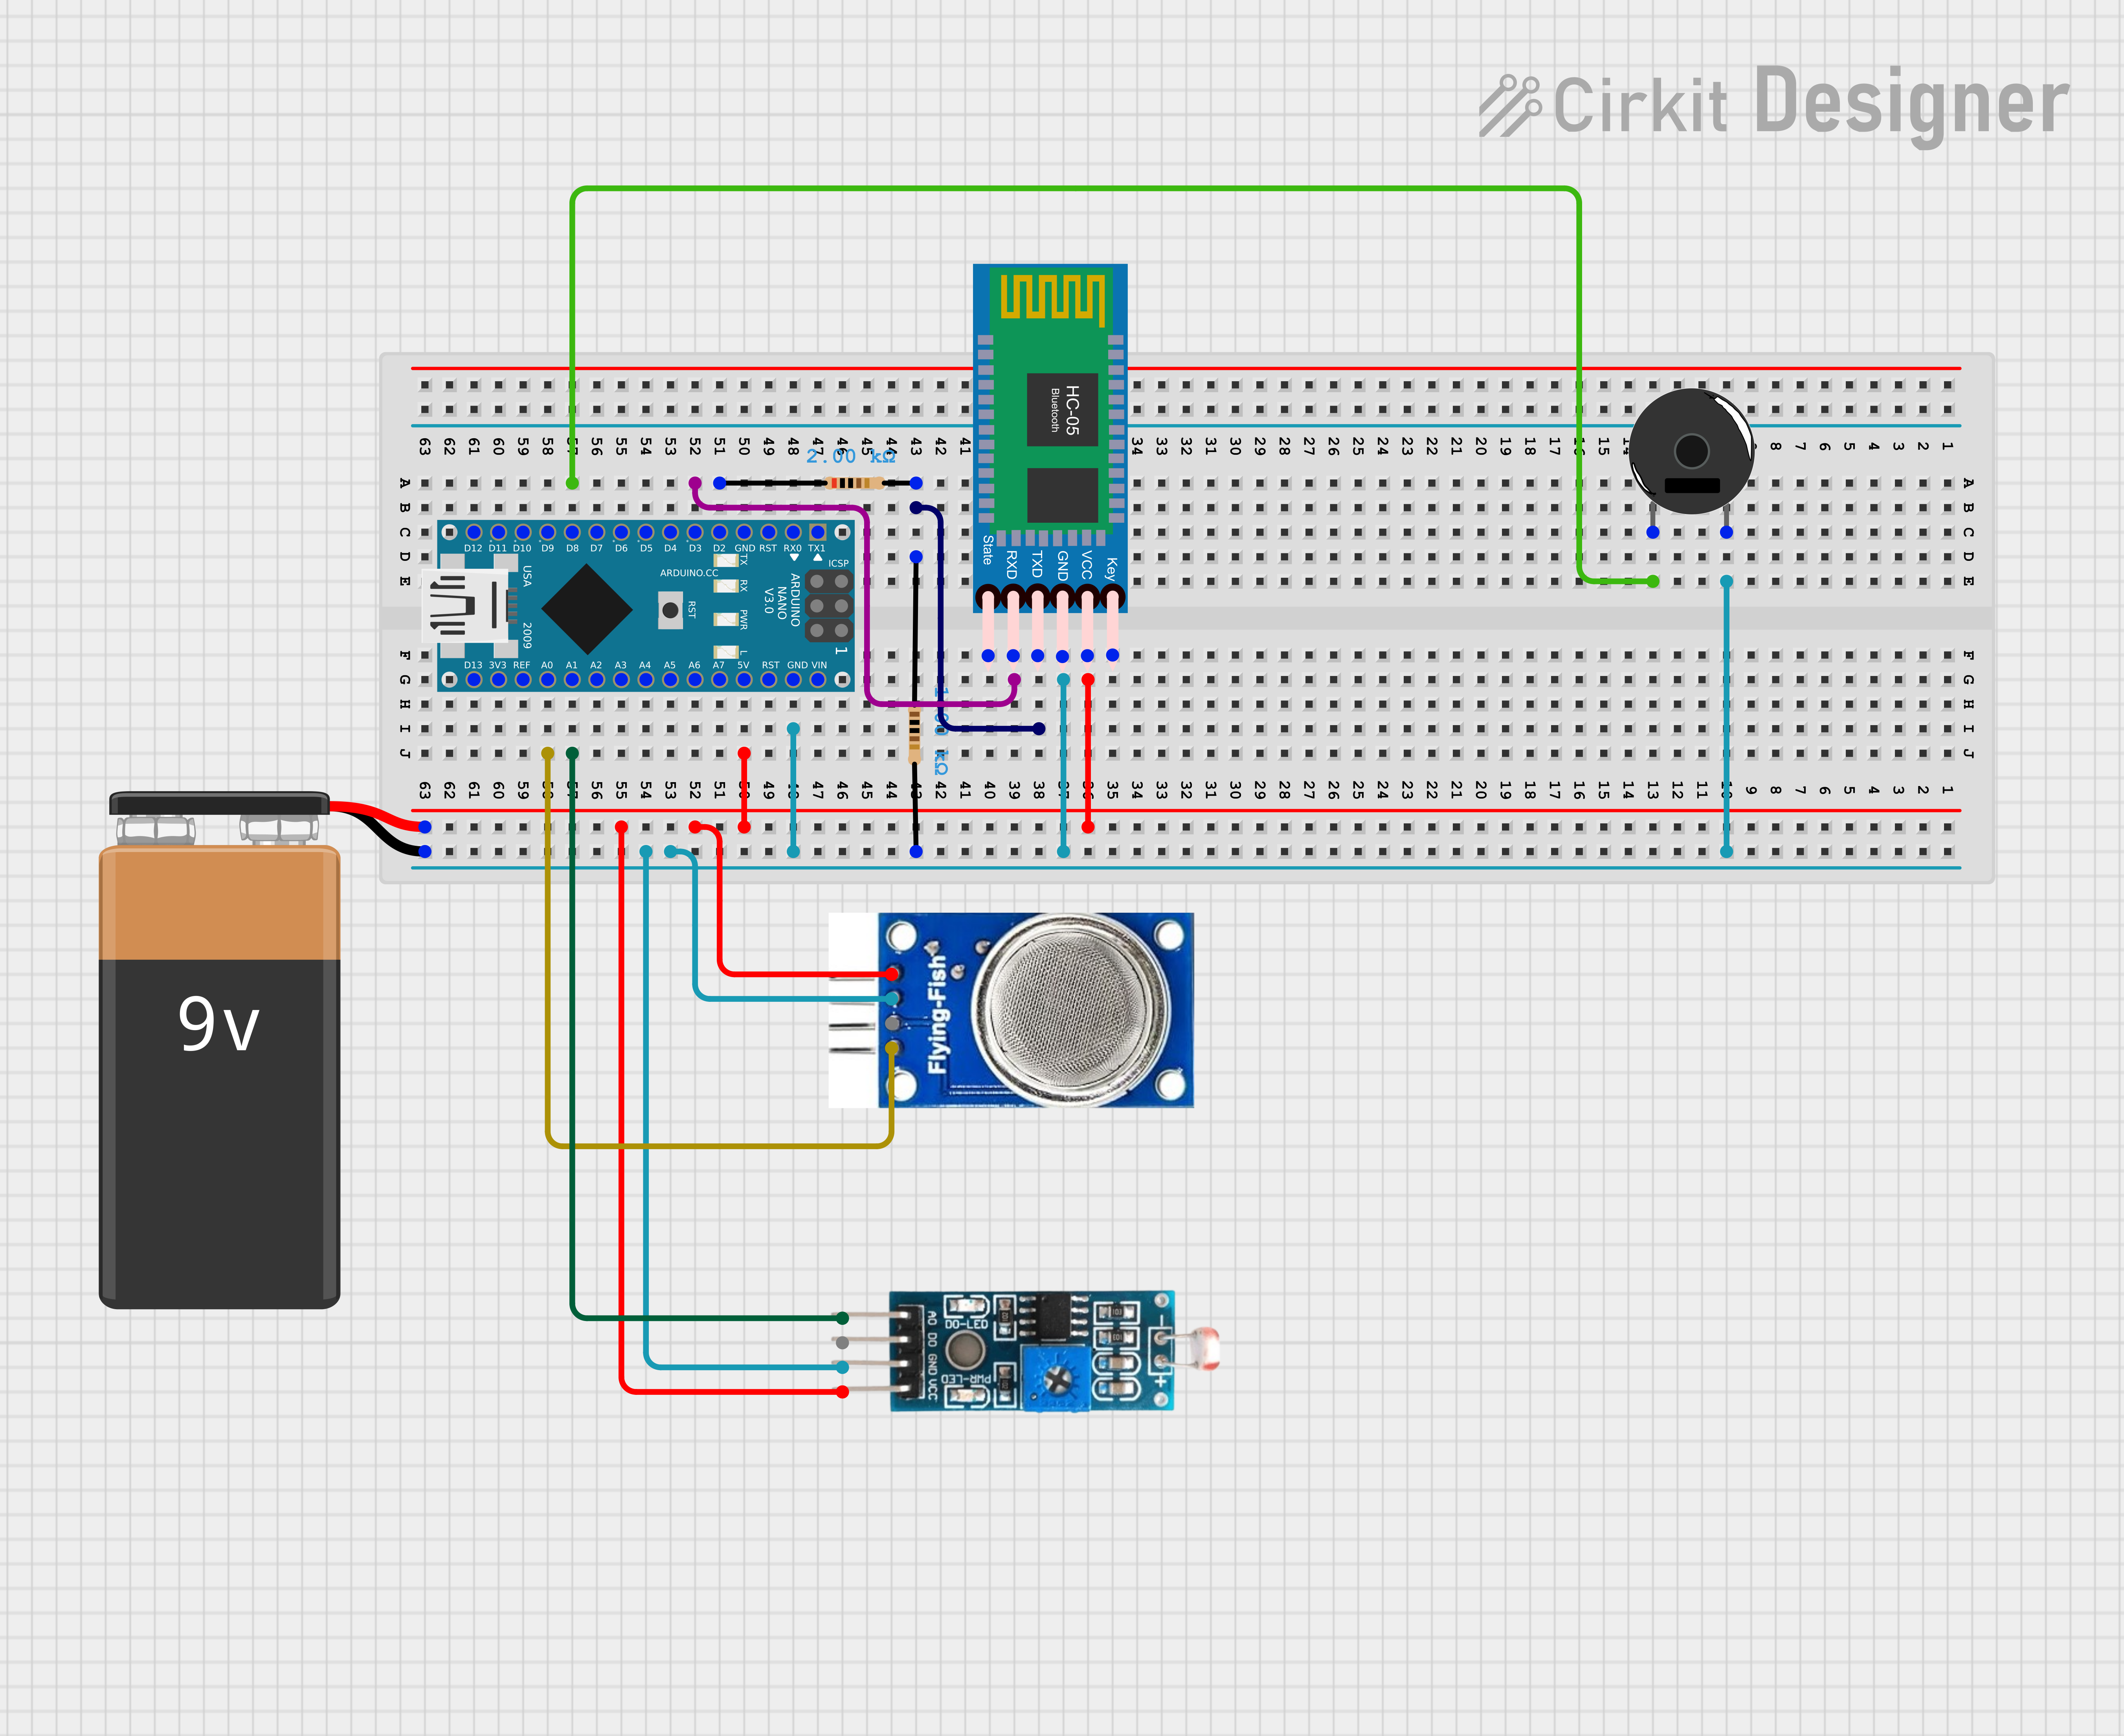 Cirkit Designer
HC-05
Bluetooth
63 62 61 60 59 58 57 56 55 54 53 52 51 50 49 48 47 46 45 44 43 42 41 34 33 32 31 30 29 28 27 26 25 24 23 22 21 20 19 18 17 16 15 8 7 6 5 4 3 2 1
2.00 kΩ
A A
B B
C C
D12 D11 D10 D9 D8 D7 D6 D5 D4 D3 D2 GND RST RX0 TX1
D D
E E
USA
2009
ARDUINO.CC
RST
TX
RX
PWR
L
ARDUINO
NANO
V3.0
ICSP
1
State RXD TXD GND VCC Key
D13 3V3 REF A0 A1 A2 A3 A4 A5 A6 A7 5V RST GND VIN
F F
G G
H H
I I
J J
kΩ
63 62 61 60 59 58 57 56 55 54 53 52 51 50 49 48 47 46 45 44 43 42 41 40 39 38 37 36 35 34 33 32 31 30 29 28 27 26 25 24 23 22 21 20 19 18 17 16 15 14 13 12 11 10 9 8 7 6 5 4 3 2 1
9v
Flying-Fish
A0 DO GND VCC
DO-LED
PWR-LED